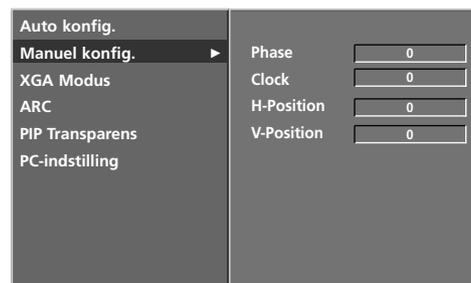 Auto konfig.
Manuel konfig. ►
XGA Modus
ARC
PIP Transparens
PC-indstilling
Phase 0
Clock 0
H-Position 0
V-Position 0